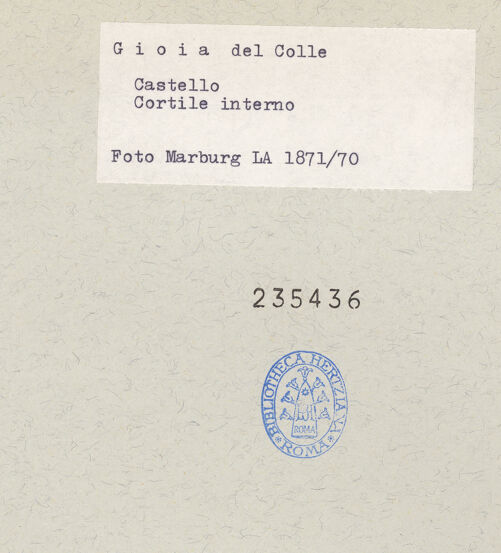 G i o i a del Colle
Castello
Cortile interno
Foto Marburg LA 1871/70
235436
BIBLIOTHECA HERTZIANA
ROMA
* ROMA *